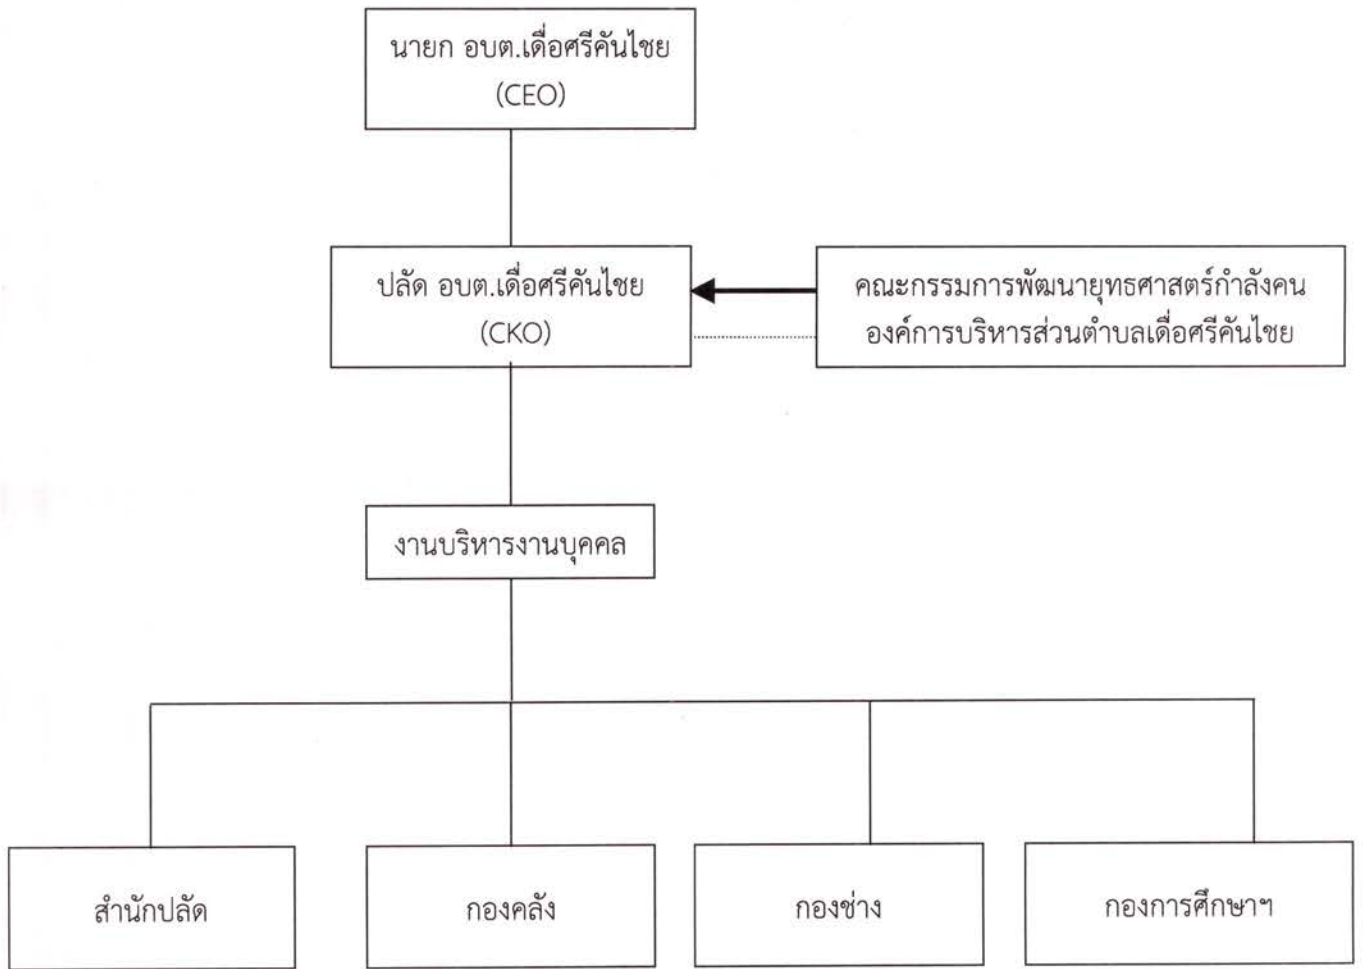 นายก อบต.เดื่อศรีคันไชย
(CEO)
ปลัด อบต.เดื่อศรีคันไชย
(CKO)
คณะกรรมการพัฒนายุทธศาสตร์กำลังคน
องค์การบริหารส่วนตำบลเดื่อศรีคันไชย
งานบริหารงานบุคคล
สำนักปลัด
กองคลัง
กองช่าง
กองการศึกษาฯ